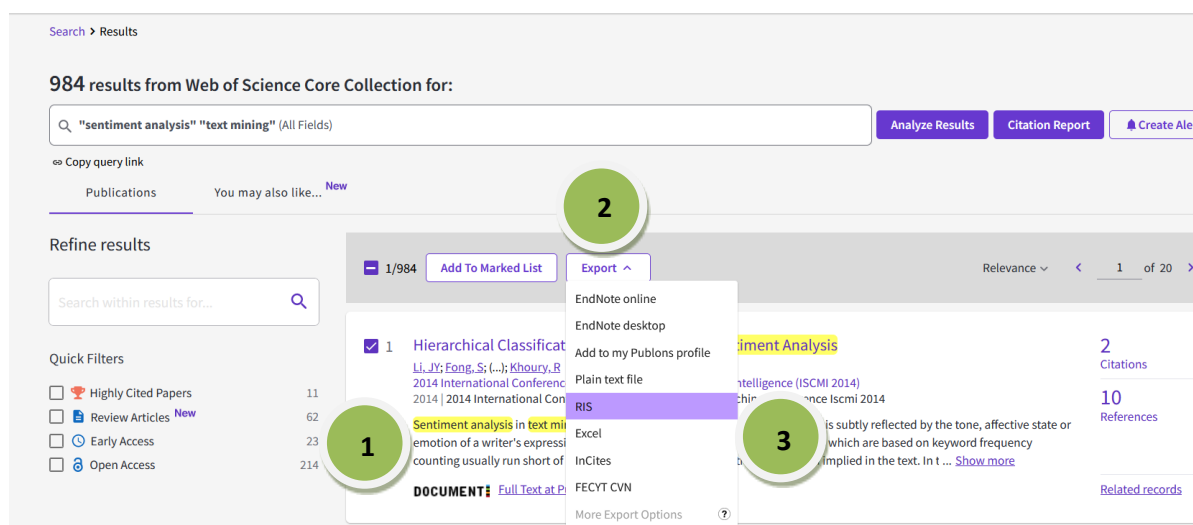 Search > Results
984 results from Web of Science Core Collection for:
"sentiment analysis" "text mining" (All Fields)
Analyze Results
Citation Report
Create Ale
Copy query link
Publications
You may also like... New
2
Refine results
1/984
Add To Marked List
Export
Relevance
1 of 20
Search within results for...
EndNote online
EndNote desktop
Add to my Publons profile
Plain text file
RIS
Excel
InCites
FECYT CVN
More Export Options ?
Quick Filters
Highly Cited Papers 11
Review Articles New 62
Early Access 23
Open Access 214
1
3
1 Hierarchical Classificat iment Analysis
Li, JY; Fong, S; (...); Khoury, R
2014 International Conferenc ntelligence (ISCMI 2014)
2014 | 2014 International Con nce Iscmi 2014
Sentiment analysis in text mi is subtly reflected by the tone, affective state or
emotion of a writer's expressi which are based on keyword frequency
counting usually run short of implied in the text. In t ... Show more
DOCUMENT Full Text at P
2
Citations
10
References
Related records